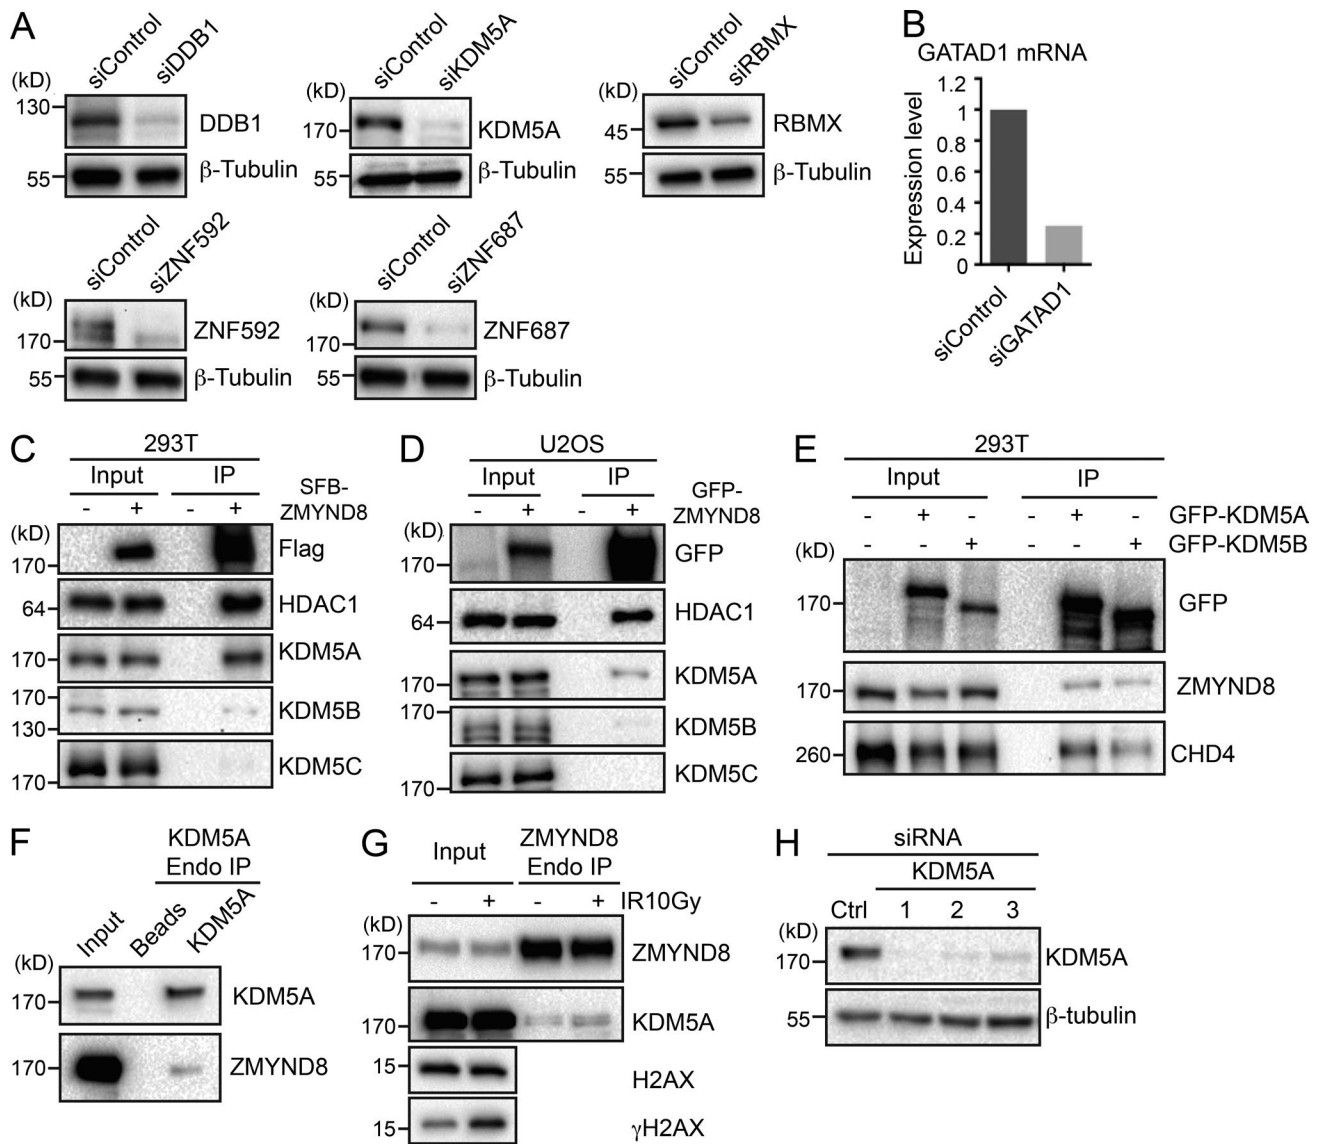 A
siControl
siDDB1
(kD)
130
DDB1
55
β-Tubulin
siControl
siKDM5A
(kD)
170
KDM5A
55
β-Tubulin
siControl
siRBMX
(kD)
45
RBMX
55
β-Tubulin
siControl
siZNF592
(kD)
170
ZNF592
55
β-Tubulin
siControl
siZNF687
(kD)
170
ZNF687
55
β-Tubulin
B
GATAD1 mRNA
Expression level
1.2
1
0.8
0.6
0.4
0.2
0
siControl
siGATAD1
C
293T
Input IP
SFB-
- + - + ZMYND8
(kD)
170 Flag
64 HDAC1
170 KDM5A
170
130 KDM5B
170 KDM5C
D
U2OS
Input IP
GFP-
- + - + ZMYND8
(kD)
170 GFP
64 HDAC1
170 KDM5A
170 KDM5B
170 KDM5C
E
293T
Input IP
- + - + GFP-KDM5A
- + - + GFP-KDM5B
(kD)
170 GFP
170 ZMYND8
260 CHD4
F
KDM5A
Endo IP
Input
Beads
KDM5A
(kD)
170 KDM5A
170 ZMYND8
G
Input
ZMYND8
Endo IP
- + - + IR10Gy
(kD)
170 ZMYND8
170 KDM5A
15 H2AX
15 γH2AX
H
siRNA
KDM5A
Ctrl 1 2 3
(kD)
170 KDM5A
55 β-tubulin